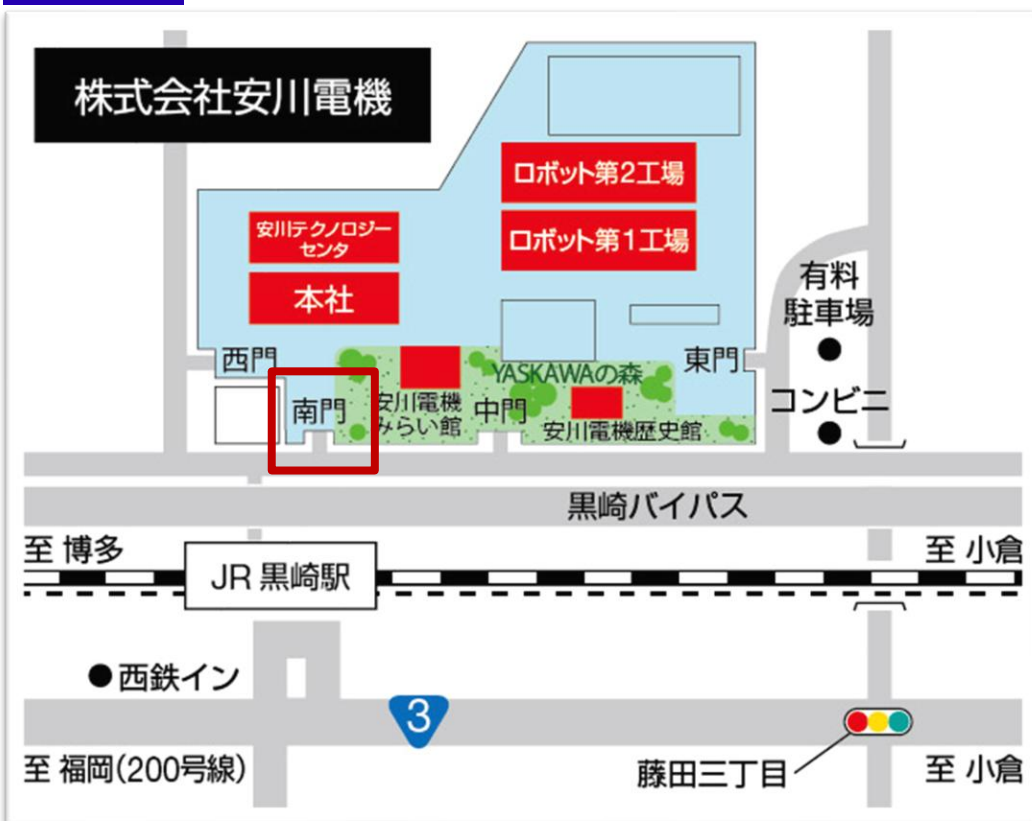 株式会社安川電機
ロボット第2工場
安川テクノロジー
センタ
ロボット第1工場
本社
有料
駐車場
西門
YASKAWAの森
東門
南門
安川電機
みらい館
中門
コンビニ
安川電機歴史館
黒崎バイパス
至 博多
至 小倉
JR 黒崎駅
西鉄イン
3
至 福岡(200号線)
藤田三丁目
至 小倉